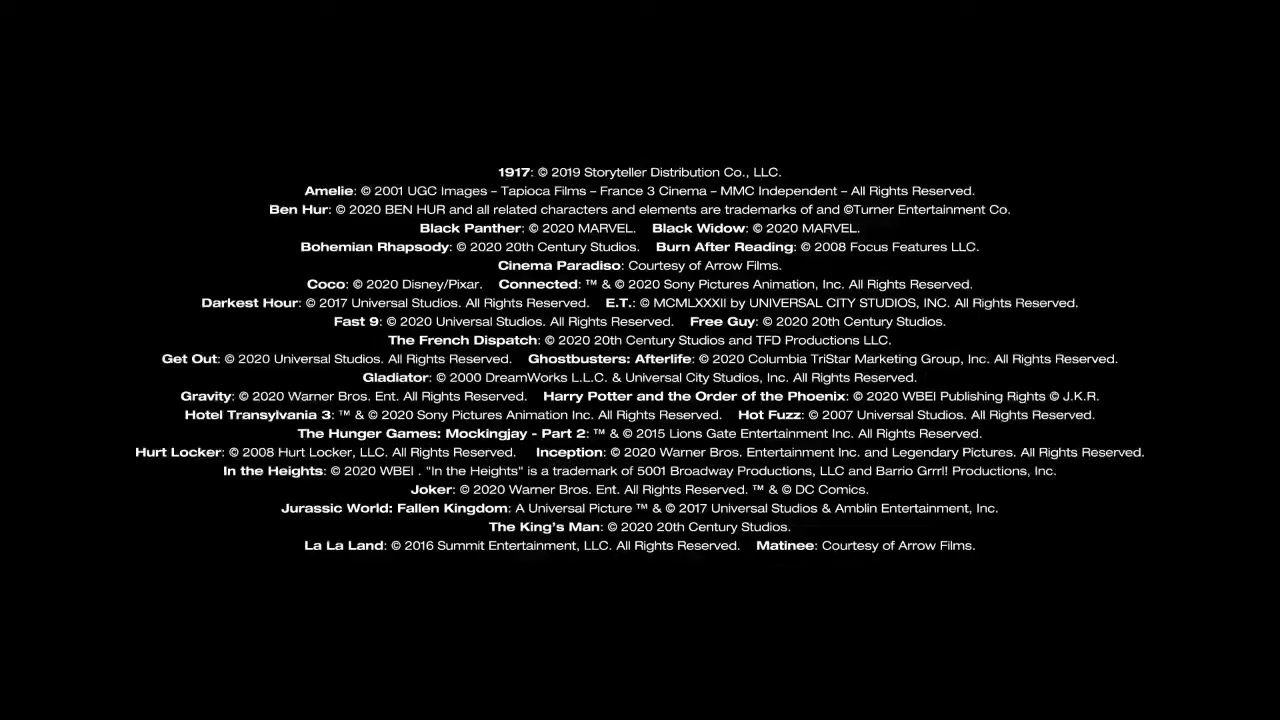 1917: © 2019 Storyteller Distribution Co., LLC.
Amelie: © 2001 UGC Images – Tapioca Films – France 3 Cinema – MMC Independent – All Rights Reserved.
Ben Hur: © 2020 BEN HUR and all related characters and elements are trademarks of and ©Turner Entertainment Co.
Black Panther: © 2020 MARVEL. Black Widow: © 2020 MARVEL.
Bohemian Rhapsody: © 2020 20th Century Studios. Burn After Reading: © 2008 Focus Features LLC.
Cinema Paradiso: Courtesy of Arrow Films.
Coco: © 2020 Disney/Pixar. Connected: ™ & © 2020 Sony Pictures Animation, Inc. All Rights Reserved.
Darkest Hour: © 2017 Universal Studios. All Rights Reserved. E.T.: © MCMLXXXII by UNIVERSAL CITY STUDIOS, INC. All Rights Reserved.
Fast 9: © 2020 Universal Studios. All Rights Reserved. Free Guy: © 2020 20th Century Studios.
The French Dispatch: © 2020 20th Century Studios and TFD Productions LLC.
Get Out: © 2020 Universal Studios. All Rights Reserved. Ghostbusters: Afterlife: © 2020 Columbia TriStar Marketing Group, Inc. All Rights Reserved.
Gladiator: © 2000 DreamWorks L.L.C. & Universal City Studios, Inc. All Rights Reserved.
Gravity: © 2020 Warner Bros. Ent. All Rights Reserved. Harry Potter and the Order of the Phoenix: © 2020 WBEI Publishing Rights © J.K.R.
Hotel Transylvania 3: ™ & © 2020 Sony Pictures Animation Inc. All Rights Reserved. Hot Fuzz: © 2007 Universal Studios. All Rights Reserved.
The Hunger Games: Mockingjay - Part 2: ™ & © 2015 Lions Gate Entertainment Inc. All Rights Reserved.
Hurt Locker: © 2008 Hurt Locker, LLC. All Rights Reserved. Inception: © 2020 Warner Bros. Entertainment Inc. and Legendary Pictures. All Rights Reserved.
In the Heights: © 2020 WBEI . "In the Heights" is a trademark of 5001 Broadway Productions, LLC and Barrio Grrrl! Productions, Inc.
Joker: © 2020 Warner Bros. Ent. All Rights Reserved. ™ & © DC Comics.
Jurassic World: Fallen Kingdom: A Universal Picture ™ & © 2017 Universal Studios & Amblin Entertainment, Inc.
The King's Man: © 2020 20th Century Studios.
La La Land: © 2016 Summit Entertainment, LLC. All Rights Reserved. Matinee: Courtesy of Arrow Films.